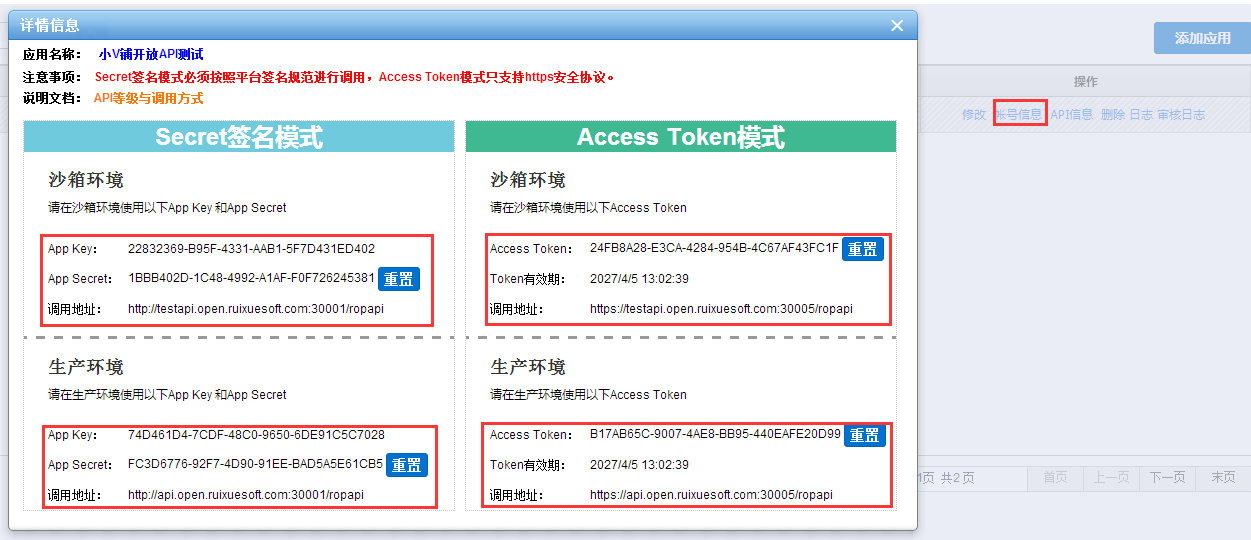 详情信息
应用名称： 小V铺开放API测试
注意事项： Secret签名模式必须按照平台签名规范进行调用，Access Token模式只支持https安全协议。
说明文档： API等级与调用方式
Secret签名模式
沙箱环境
请在沙箱环境使用以下App Key 和App Secret
App Key： 22832369-B95F-4331-AAB1-5F7D431ED402
App Secret： 1BBB402D-1C48-4992-A1AF-F0F726245381 重置
调用地址： http://testapi.open.ruixuesoft.com:30001/ropapi
生产环境
请在生产环境使用以下App Key 和App Secret
App Key： 74D461D4-7CDF-48C0-9650-6DE91C5C7028
App Secret： FC3D6776-92F7-4D90-91EE-BAD5A5E61CB5 重置
调用地址： http://api.open.ruixuesoft.com:30001/ropapi
Access Token模式
沙箱环境
请在沙箱环境使用以下Access Token
Access Token： 24FB8A28-E3CA-4284-954B-4C67AF43FC1F 重置
Token有效期： 2027/4/5 13:02:39
调用地址： https://testapi.open.ruixuesoft.com:30005/ropapi
生产环境
请在生产环境使用以下Access Token
Access Token： B17AB65C-9007-4AE8-BB95-440EAFE20D99 重置
Token有效期： 2027/4/5 13:02:39
调用地址： https://api.open.ruixuesoft.com:30005/ropapi
添加应用
操作
修改 帐号信息 API信息 删除 日志 审核日志
1页 共2页 首页 上一页 下一页 末页